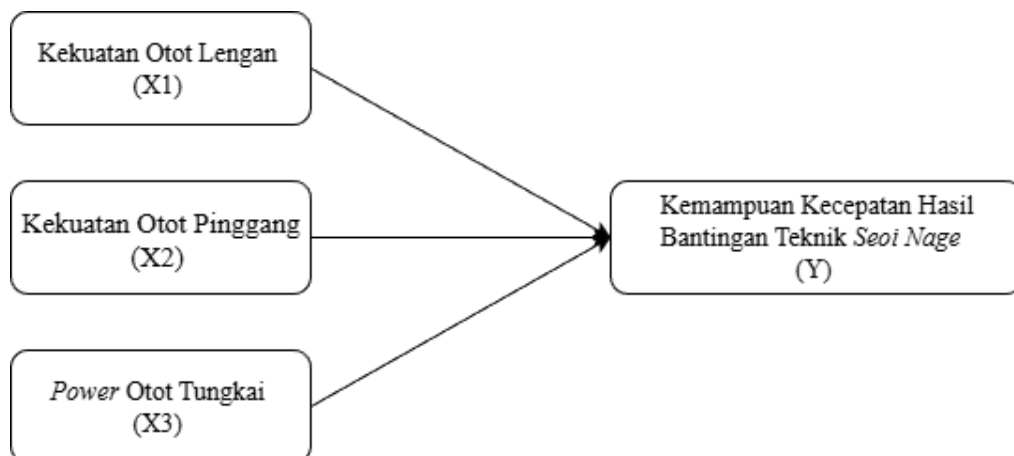 Kekuatan Otot Lengan
(X1)
Kekuatan Otot Pinggang
(X2)
Power Otot Tungkai
(X3)
Kemampuan Kecepatan Hasil
Bantingan Teknik Seoi Nage
(Y)